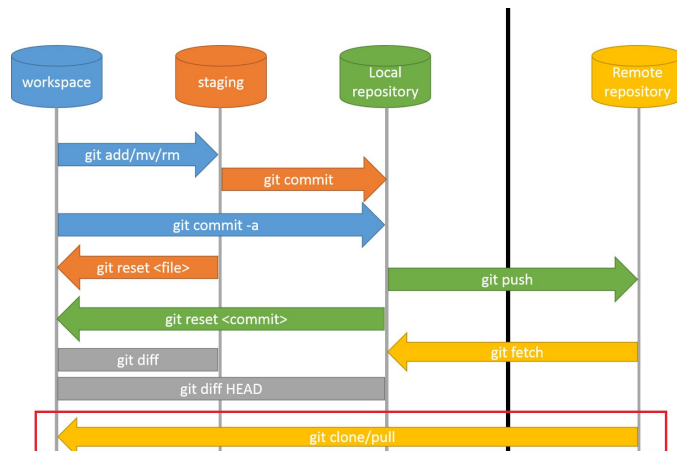 workspace
staging
Local
repository
Remote
repository
git add/mv/rm
git commit
git commit -a
git reset <file>
git push
git reset <commit>
git diff
git fetch
git diff HEAD
git clone/pull